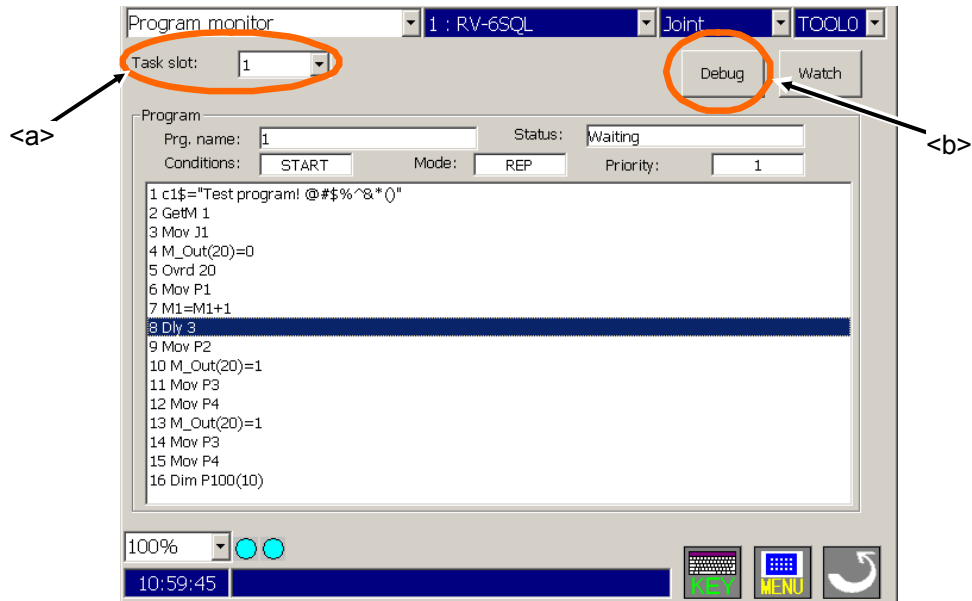 Program monitor 1 : RV-6SQL Joint TOOL0
Task slot: 1 Debug Watch
<a>
<b>
Program
Prg. name: 1 Status: Waiting
Conditions: START Mode: REP Priority: 1
1 c1$="Test program! @#$%^&*()"
2 GetM 1
3 Mov J1
4 M_Out(20)=0
5 Ovrd 20
6 Mov P1
7 M1=M1+1
8 Dly 3
9 Mov P2
10 M_Out(20)=1
11 Mov P3
12 Mov P4
13 M_Out(20)=1
14 Mov P3
15 Mov P4
16 Dim P100(10)
100%
10:59:45 KEY MENU